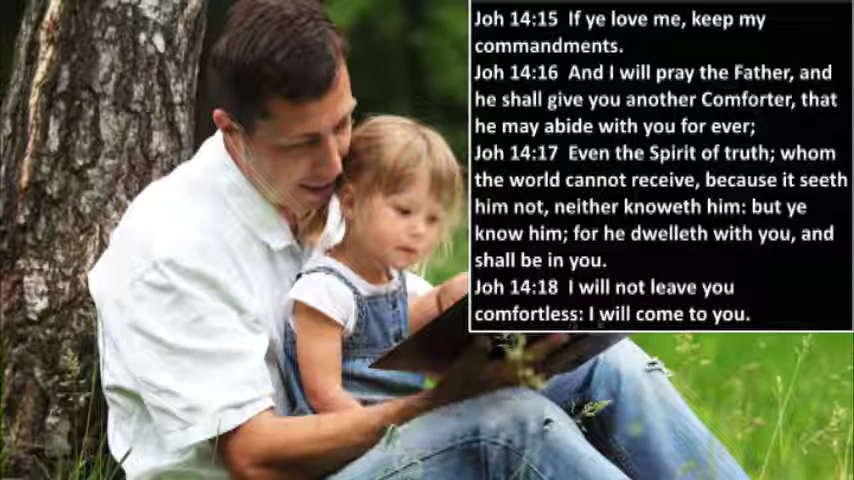 Joh 14:15  If ye love me, keep my
commandments.
Joh 14:16  And I will pray the Father, and
he shall give you another Comforter, that
he may abide with you for ever;
Joh 14:17  Even the Spirit of truth; whom
the world cannot receive, because it seeth
him not, neither knoweth him: but ye
know him; for he dwelleth with you, and
shall be in you.
Joh 14:18  I will not leave you
comfortless: I will come to you.